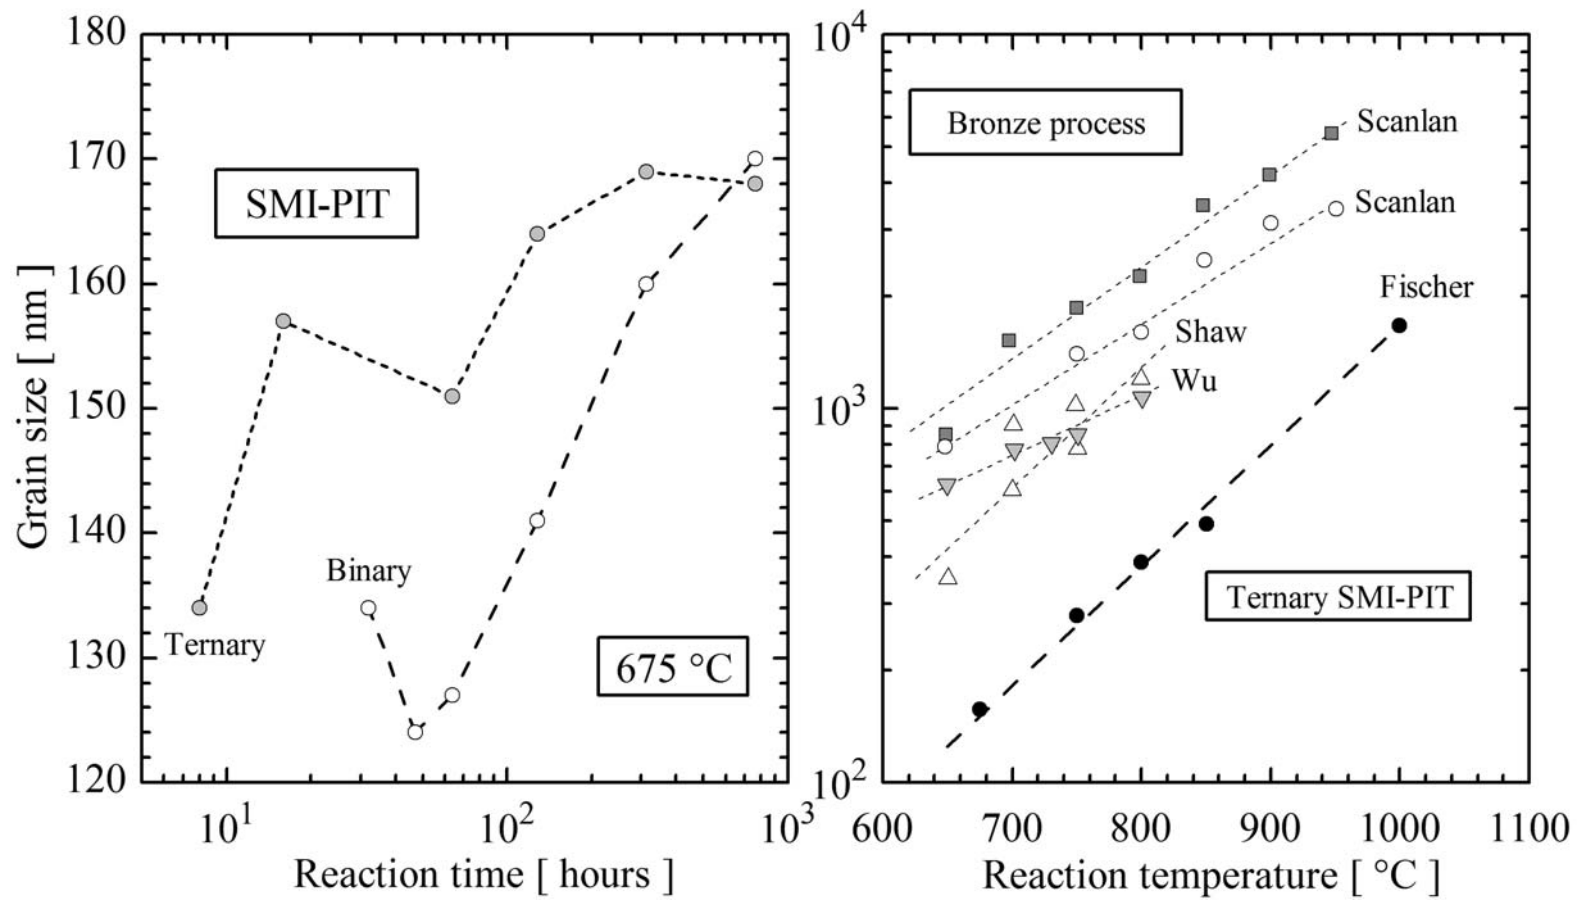 180
170
160
150
140
130
120
Grain size [ nm ]
SMI-PIT
Binary
Ternary
675 °C
10¹
10²
10³
Reaction time [ hours ]
10⁴
10³
10²
Bronze process
Scanlan
Scanlan
Fischer
Shaw
Wu
Ternary SMI-PIT
600 700 800 900 1000 1100
Reaction temperature [ °C ]